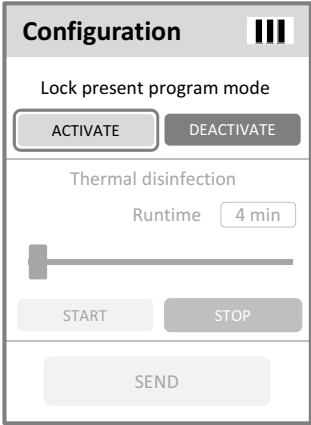 Configuration
Lock present program mode
ACTIVATE DEACTIVATE
Thermal disinfection
Runtime 4 min
START STOP
SEND